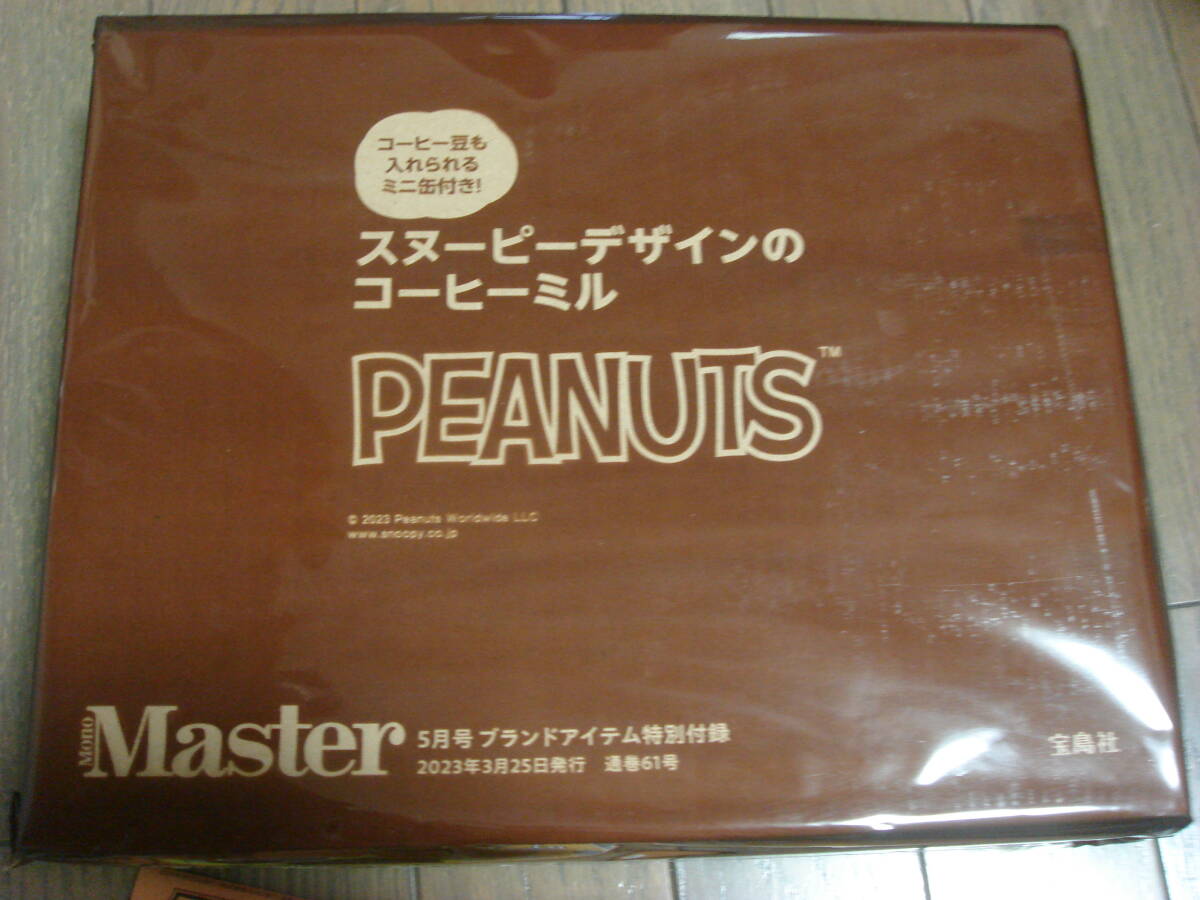 コーヒー豆も
入れられる
ミニ缶付き!
スヌーピーデザインの
コーヒーミル
PEANUTS™
© 2023 Peanuts Worldwide LLC
www.snoopy.co.jp
Mono Master
5月号 ブランドアイテム特別付録
2023年3月25日発行 通巻61号
宝島社